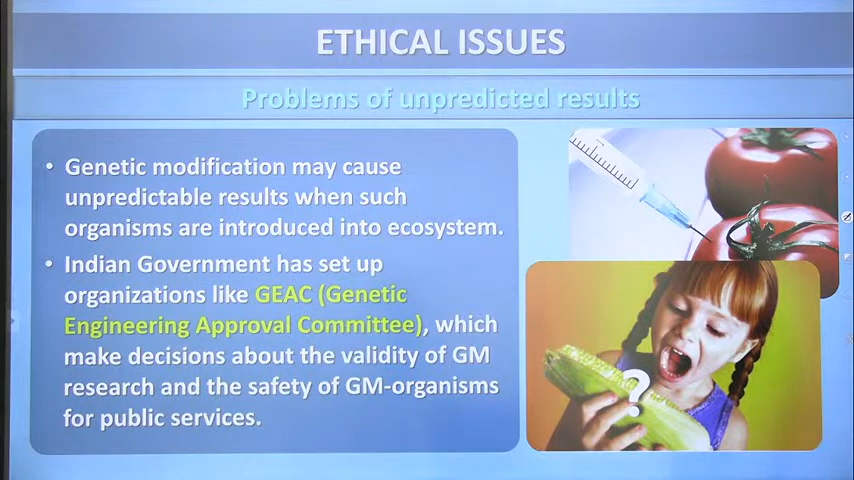 ETHICAL ISSUES
Problems of unpredicted results
• Genetic modification may cause
unpredictable results when such
organisms are introduced into ecosystem.
• Indian Government has set up
organizations like GEAC (Genetic
Engineering Approval Committee), which
make decisions about the validity of GM
research and the safety of GM-organisms
for public services.
?